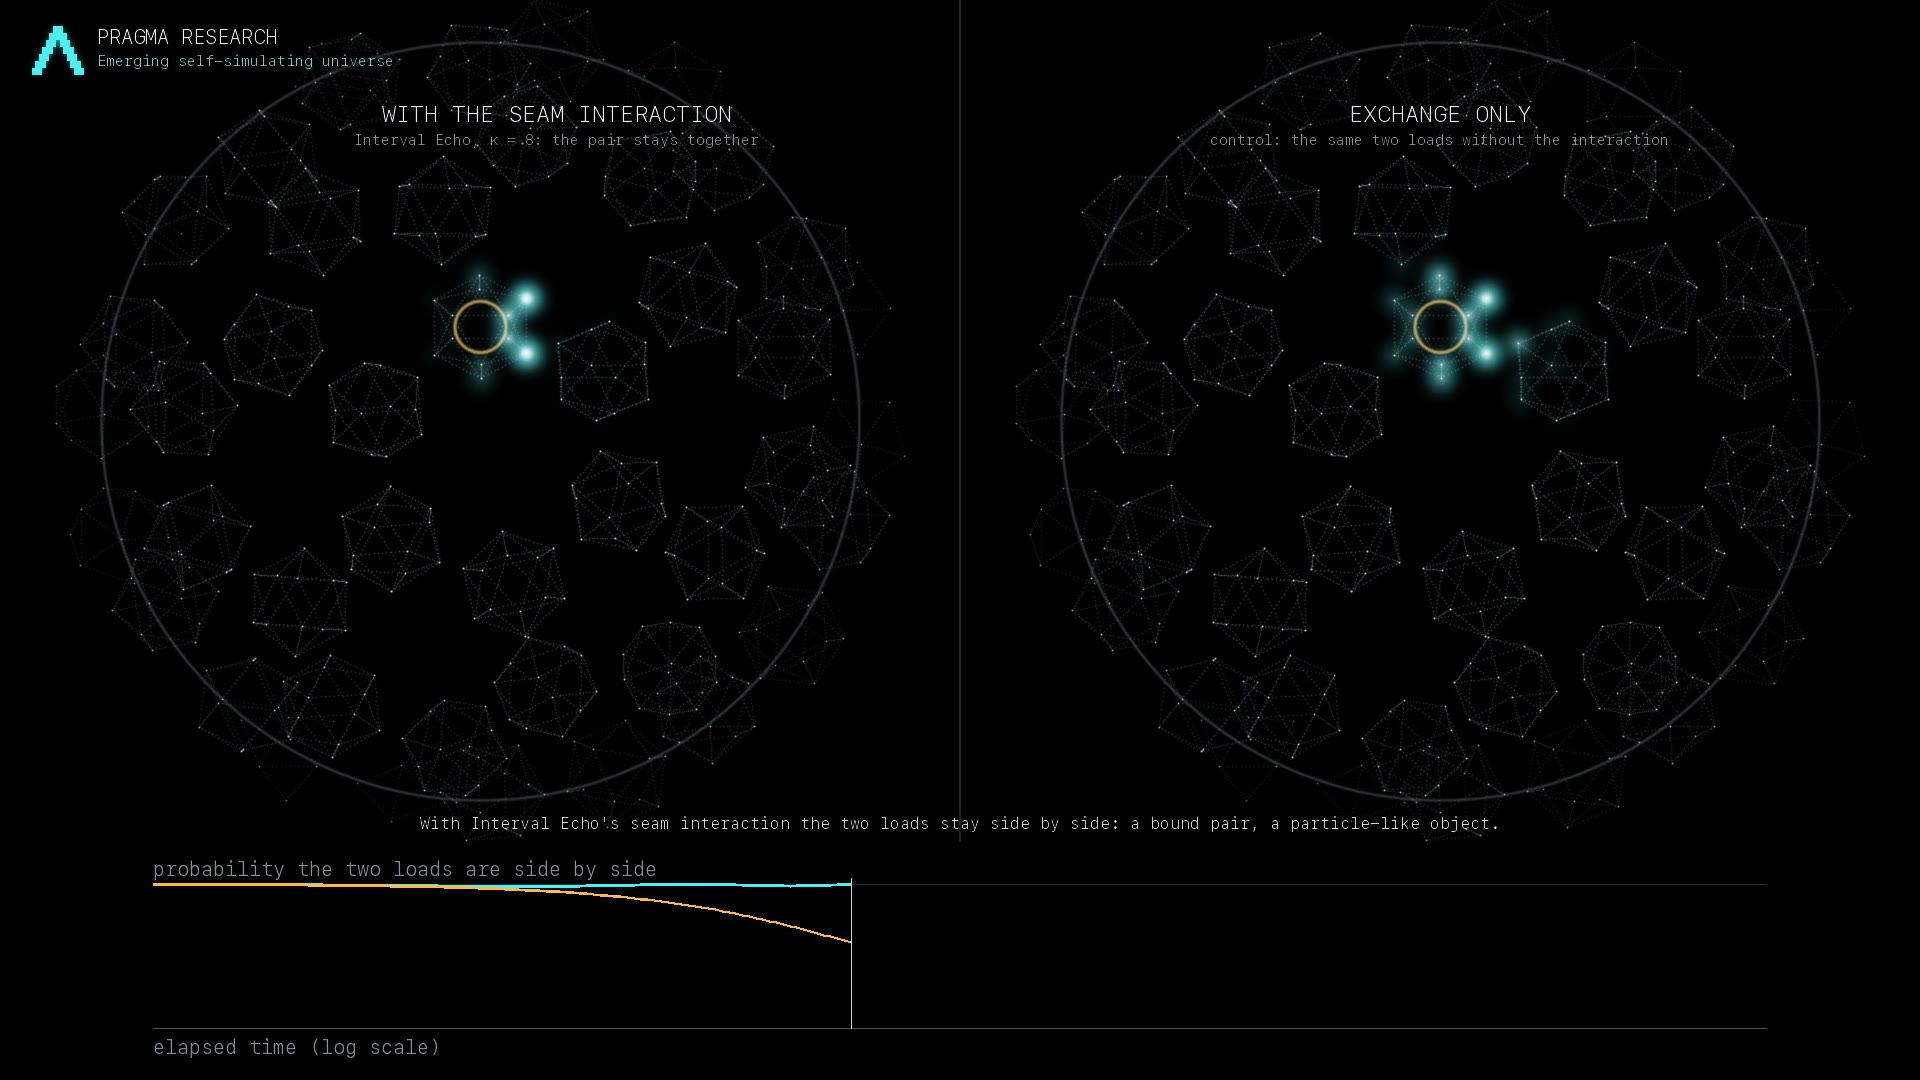 PRAGMA RESEARCH
Emerging self-simulating universe
WITH THE SEAM INTERACTION
Interval Echo, κ = 8: the pair stays together
EXCHANGE ONLY
control: the same two loads without the interaction
With Interval Echo's seam interaction the two loads stay side by side: a bound pair, a particle-like object.
probability the two loads are side by side
elapsed time (log scale)